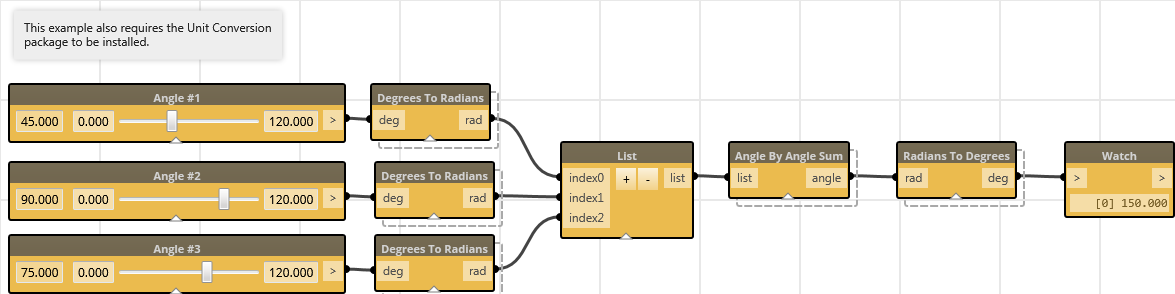 This example also requires the Unit Conversion
package to be installed.
Angle #1
45.000 0.000 120.000 >
Degrees To Radians
deg rad
Angle #2
90.000 0.000 120.000 >
Degrees To Radians
deg rad
Angle #3
75.000 0.000 120.000 >
Degrees To Radians
deg rad
List
index0 + - list
index1
index2
Angle By Angle Sum
list angle
Radians To Degrees
rad deg
Watch
> >
[0] 150.000